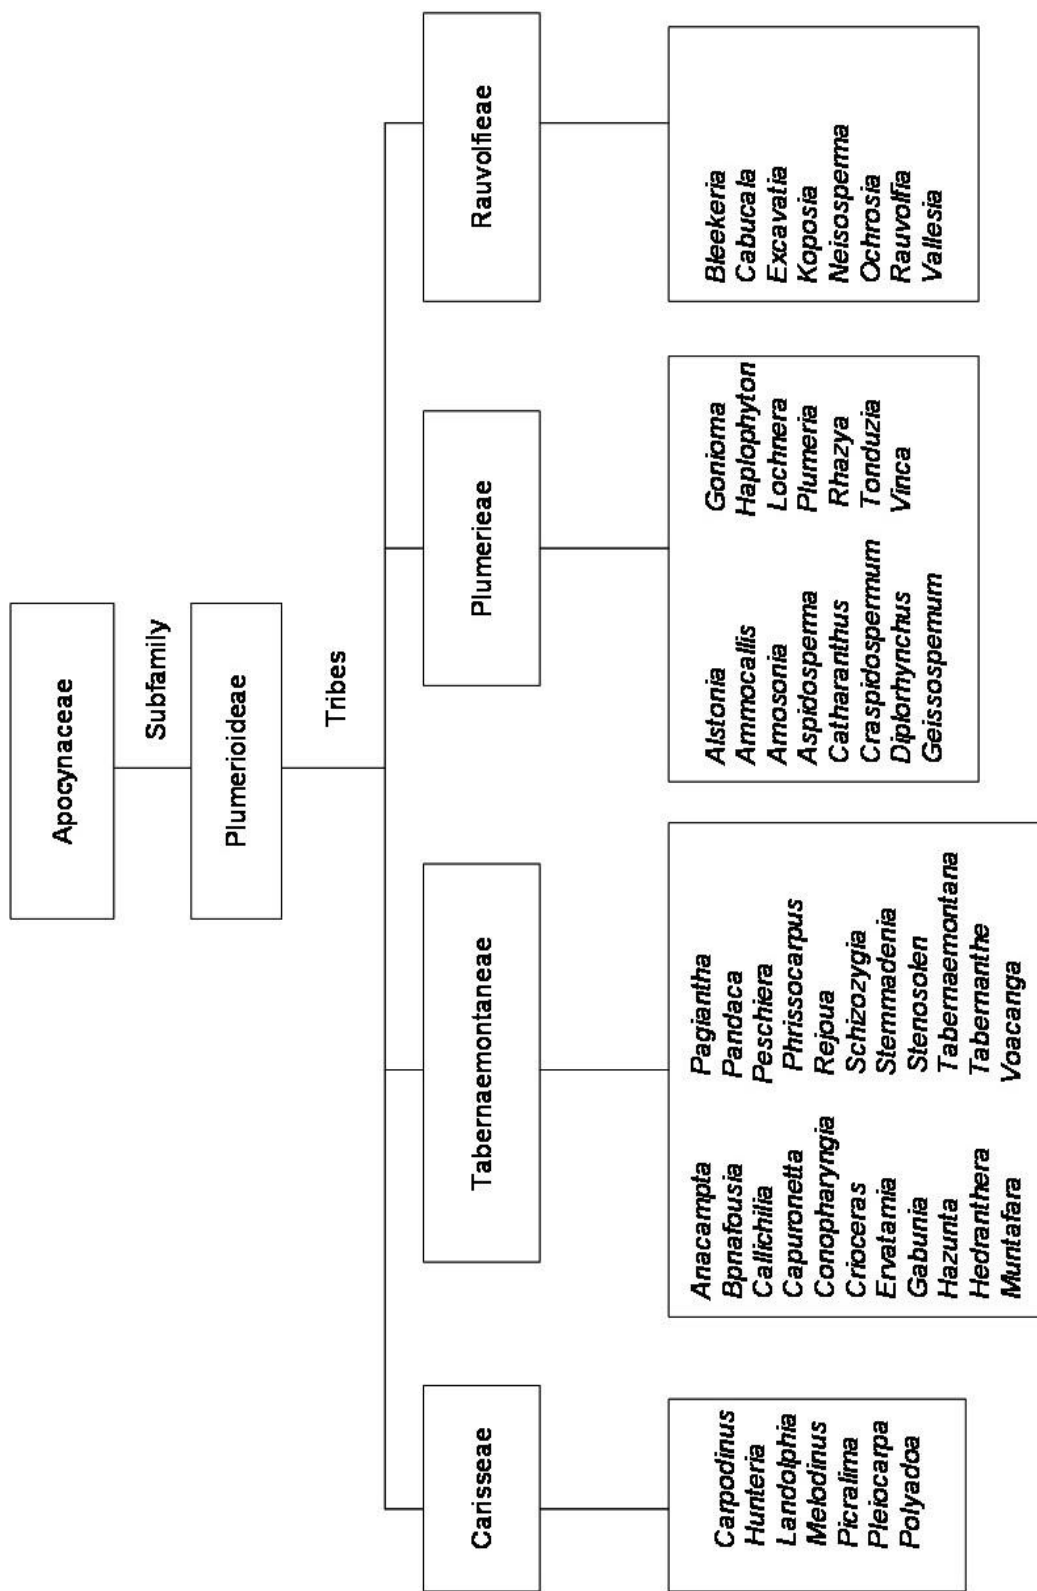 Apocynaceae
Subfamily
Plumerioideae
Tribes
Carisseae
Tabernaemontaneae
Plumerieae
Rauvolfieae
Carpodinus
Hunteria
Landolphia
Melodinus
Picralima
Pleiocarpa
Polyadoa
Anacampta
Bpnafousia
Callichilia
Capuronetta
Conopharyngia
Crioceras
Ervatamia
Gabunia
Hazunta
Hedranthera
Muntafara
Pagiantha
Pandaca
Peschiera
Phrissocarpus
Rejoua
Schizozygia
Stemmadenia
Stenosolen
Tabernaemontana
Tabernanthe
Voacanga
Alstonia
Ammocallis
Amosonia
Aspidosperma
Catharanthus
Craspidospermum
Diplorhynchus
Geissospemum
Gonioma
Haplophyton
Lochnera
Plumeria
Rhazya
Tonduzia
Vinca
Bleekeria
Cabucala
Excavatia
Koposia
Neisosperma
Ochrosia
Rauvolfia
Vallesia